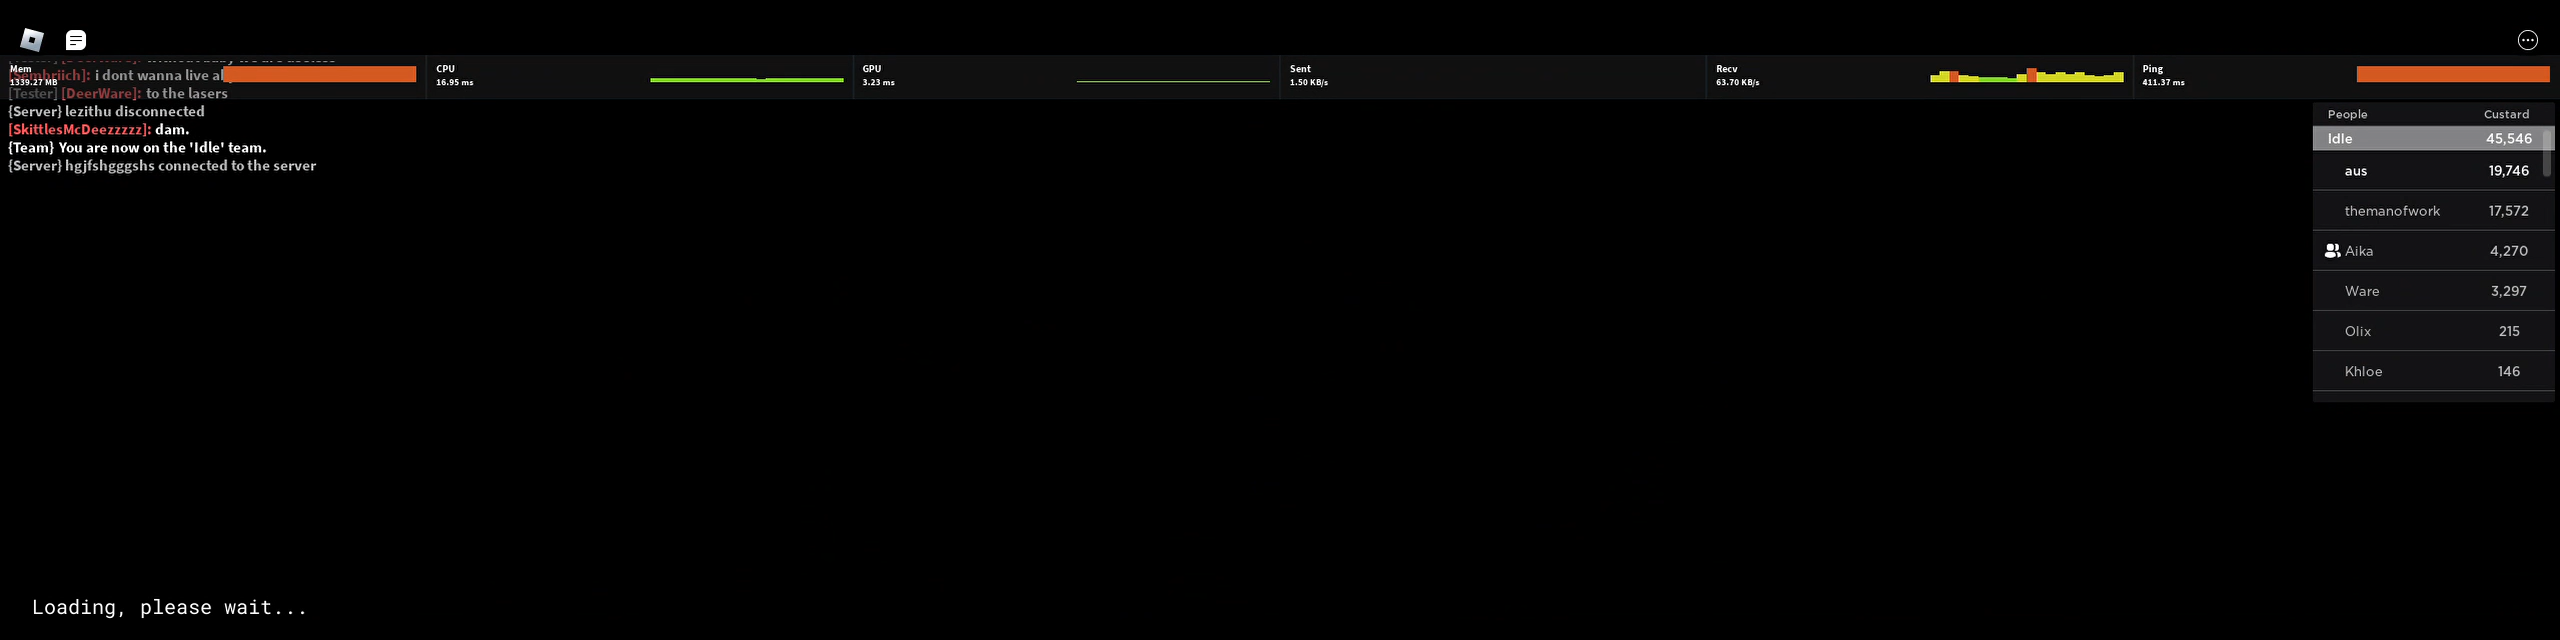 Mem
1339.27 MB
CPU
16.95 ms
GPU
3.23 ms
Sent
1.50 KB/s
Recv
63.70 KB/s
Ping
411.37 ms
[Sembriich]: i dont wanna live
[Tester] [DeerWare]: to the lasers
{Server} lezithu disconnected
[SkittlesMcDeezzzzz]: dam.
{Team} You are now on the 'Idle' team.
{Server} hgjfshgggshs connected to the server
People Custard
Idle 45,546
aus 19,746
themanofwork 17,572
Aika 4,270
Ware 3,297
Olix 215
Khloe 146
Loading, please wait...